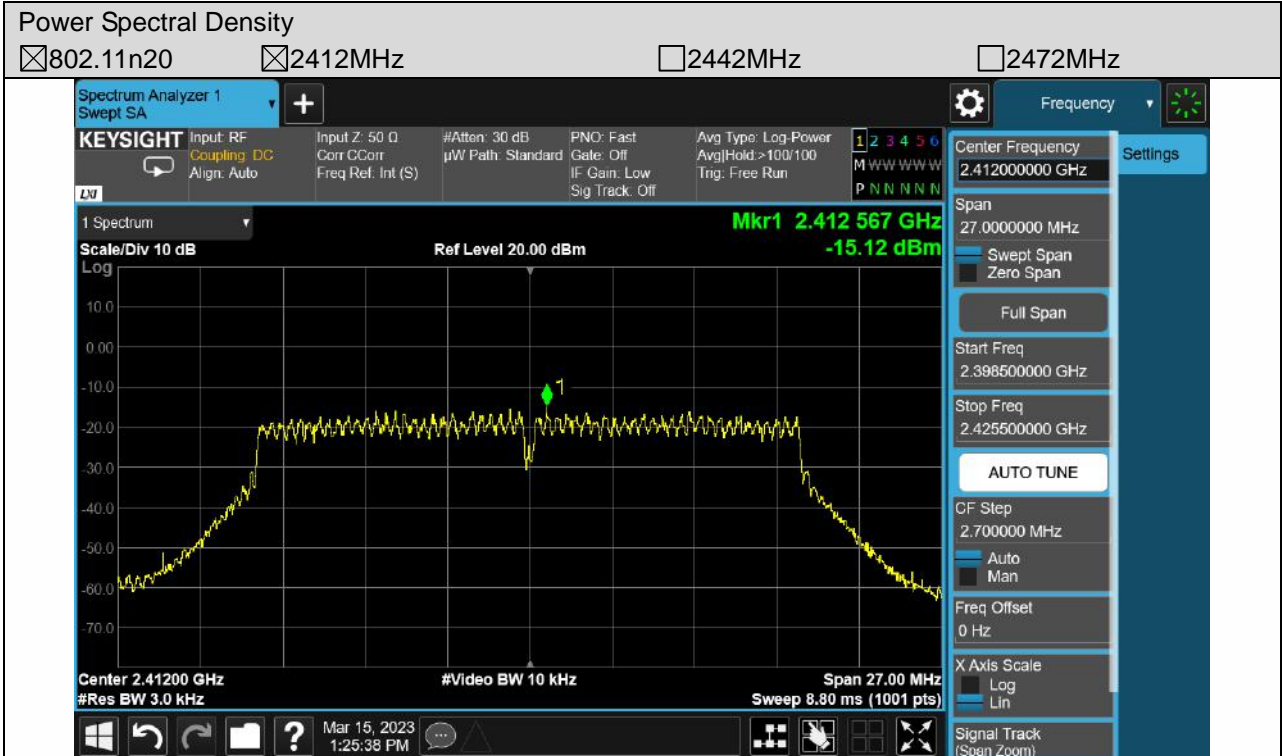 Power Spectral Density
☒802.11n20 ☒2412MHz ☐2442MHz ☐2472MHz
Spectrum Analyzer 1
Swept SA
+
Frequency
KEYSIGHT
LXI
Input: RF
Coupling: DC
Align: Auto
Input Z: 50 Ω
Corr CCorr
Freq Ref: Int (S)
#Atten: 30 dB
µW Path: Standard
PNO: Fast
Gate: Off
IF Gain: Low
Sig Track: Off
Avg Type: Log-Power
Avg|Hold:>100/100
Trig: Free Run
1 2 3 4 5 6
M W W W W W
P N N N N N
Center Frequency
2.412000000 GHz
Settings
1 Spectrum
Mkr1 2.412 567 GHz
Scale/Div 10 dB
Ref Level 20.00 dBm
-15.12 dBm
Log
10.0
0.00
-10.0
-20.0
-30.0
-40.0
-50.0
-60.0
-70.0
1
Span
27.0000000 MHz
Swept Span
Zero Span
Full Span
Start Freq
2.398500000 GHz
Stop Freq
2.425500000 GHz
AUTO TUNE
CF Step
2.700000 MHz
Auto
Man
Freq Offset
0 Hz
X Axis Scale
Log
Lin
Signal Track
(Span Zoom)
Center 2.41200 GHz
#Video BW 10 kHz
Span 27.00 MHz
#Res BW 3.0 kHz
Sweep 8.80 ms (1001 pts)
?
Mar 15, 2023
1:25:38 PM